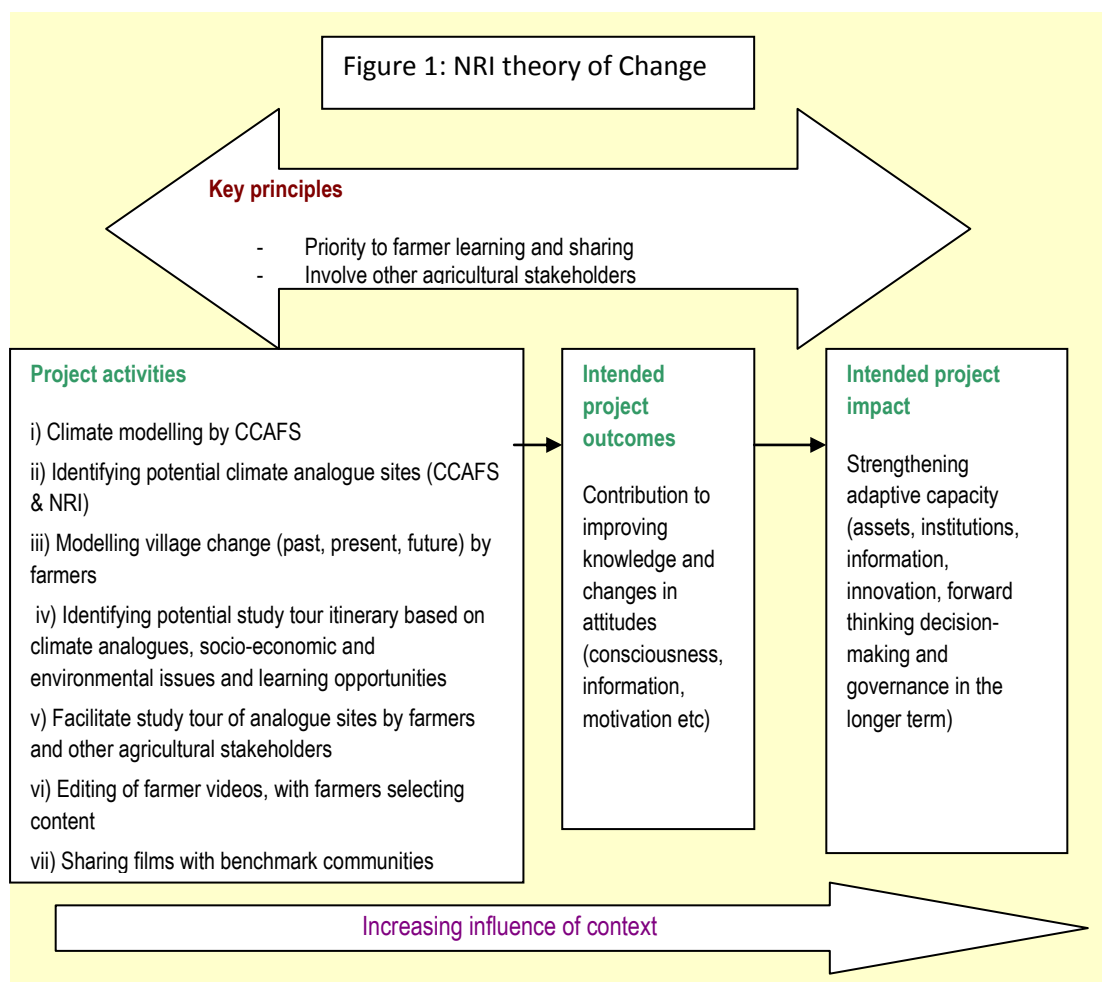 Figure 1: NRI theory of Change
Key principles
- Priority to farmer learning and sharing
- Involve other agricultural stakeholders
Project activities
i) Climate modelling by CCAFS
ii) Identifying potential climate analogue sites (CCAFS
& NRI)
iii) Modelling village change (past, present, future) by
farmers
iv) Identifying potential study tour itinerary based on
climate analogues, socio-economic and
environmental issues and learning opportunities
v) Facilitate study tour of analogue sites by farmers
and other agricultural stakeholders
vi) Editing of farmer videos, with farmers selecting
content
vii) Sharing films with benchmark communities
Intended
project
outcomes
Contribution to
improving
knowledge and
changes in
attitudes
(consciousness,
information,
motivation etc)
Intended project
impact
Strengthening
adaptive capacity
(assets, institutions,
information,
innovation, forward
thinking decision-
making and
governance in the
longer term)
Increasing influence of context